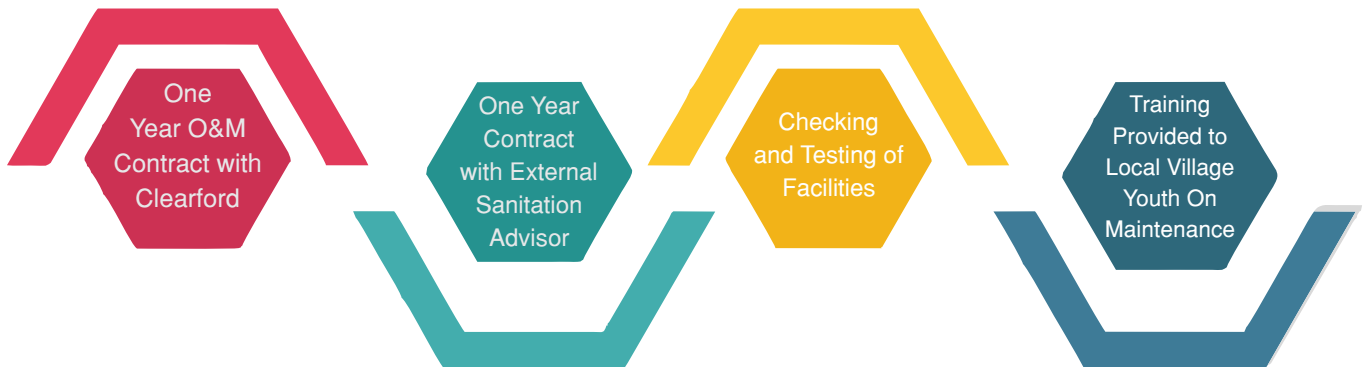 One
Year O&M
Contract with
Clearford
One Year
Contract
with External
Sanitation
Advisor
Checking
and Testing of
Facilities
Training
Provided to
Local Village
Youth On
Maintenance